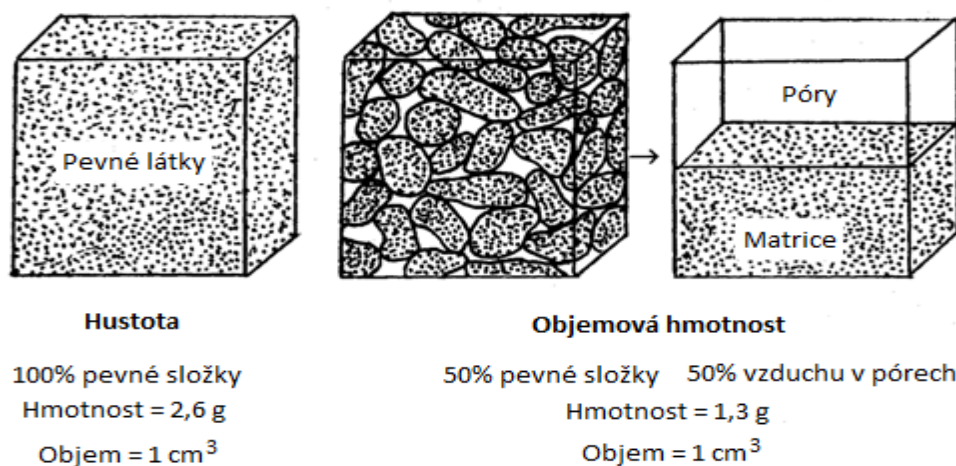 Pevné látky
Póry
Matrice
Hustota
100% pevné složky
Hmotnost = 2,6 g
Objem = 1 cm³
Objemová hmotnost
50% pevné složky 50% vzduchu v pórech
Hmotnost = 1,3 g
Objem = 1 cm³